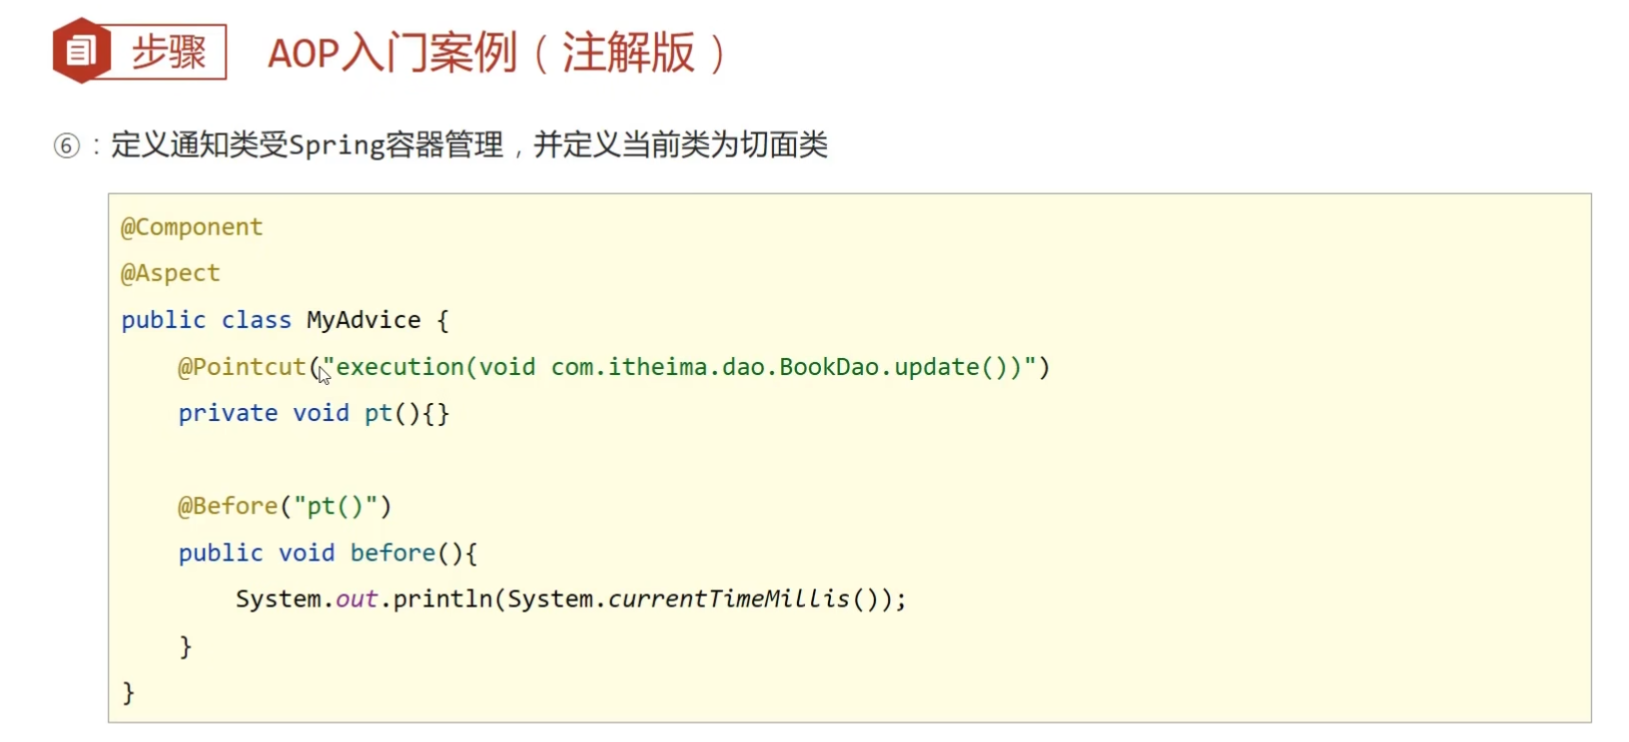 步骤 AOP入门案例（注解版）
⑥：定义通知类受Spring容器管理，并定义当前类为切面类
@Component
@Aspect
public class MyAdvice {
    @Pointcut("execution(void com.itheima.dao.BookDao.update())")
    private void pt(){}
    @Before("pt()")
    public void before(){
        System.out.println(System.currentTimeMillis());
    }
}